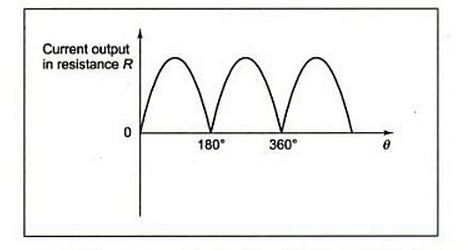 Current output
in resistance R
0
180°
360°
θ